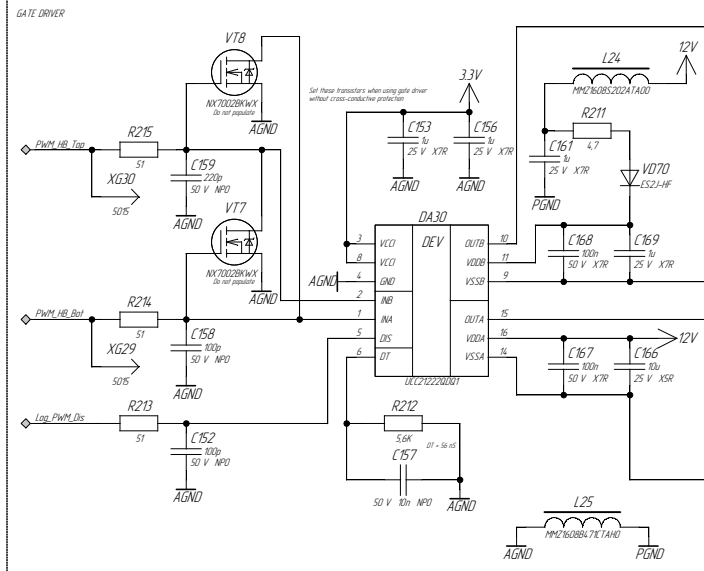 GATE DRIVER
VT8
NX7002BKWX
Do not populate
AGND
Set these transistors when using gate driver
without cross-conductive protection
3.3V
L24
12V
MMZ1608S202ATA00
PWM_HB_Top
R215
51
XG30
5015
C159
220p
50 V NPO
AGND
C153
1u
25 V X7R
AGND
C156
1u
25 V X7R
AGND
C161
1u
25 V X7R
PGND
R211
4,7
VD70
ES2J-HF
VT7
NX7002BKWX
Do not populate
AGND
DA30
DEV
3 VCCI
8 VCCI
AGND 4 GND
2 INB
1 INA
5 DIS
6 DT
OUTB 10
VDDB 11
VSSB 9
OUTA 15
VDDA 16
VSSA 14
UCC21222QDQ1
C168
100n
50 V X7R
C169
1u
25 V X7R
PWM_HB_Bot
R214
51
XG29
5015
C158
100p
50 V NPO
AGND
12V
C167
100n
50 V X7R
C166
10u
25 V X5R
Log_PWM_Dis
R213
51
C152
100p
50 V NPO
AGND
R212
5,6K
DT = 56 nS
C157
50 V 10n NPO
AGND
L25
MMZ1608B471CTAH0
AGND
PGND